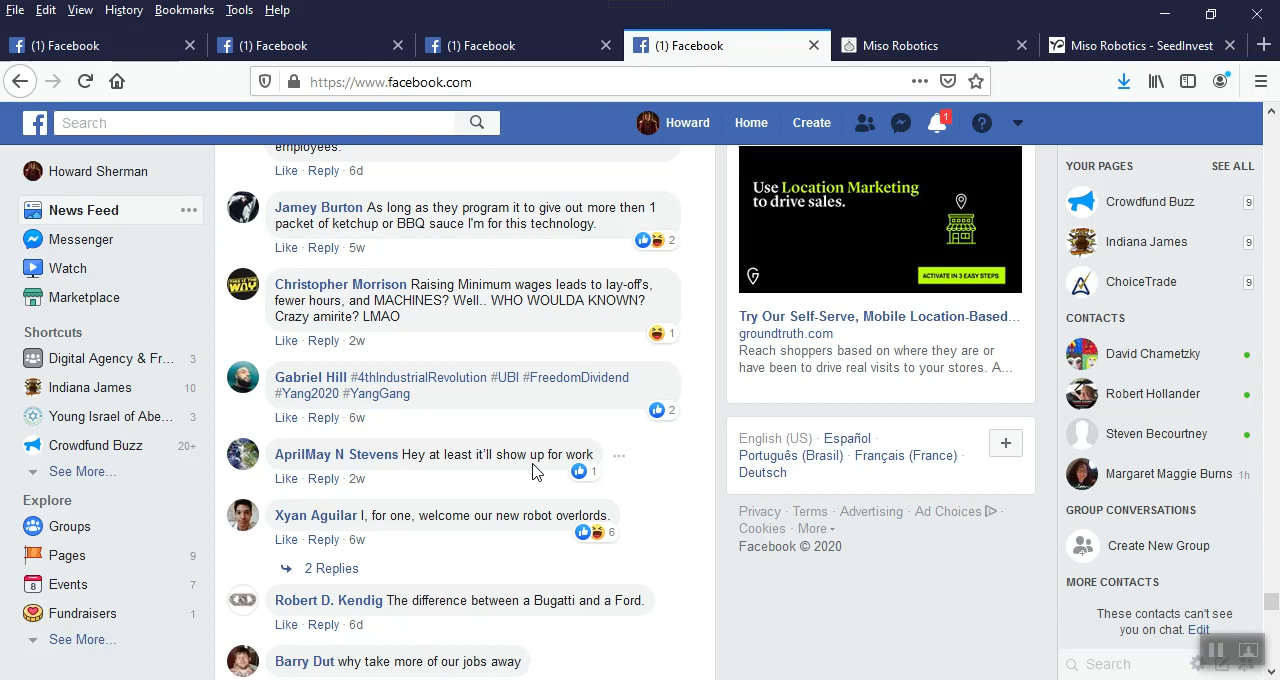 File Edit View History Bookmarks Tools Help
(1) Facebook
(1) Facebook
(1) Facebook
(1) Facebook
Miso Robotics
Miso Robotics - SeedInvest
https://www.facebook.com
Search
Howard Home Create
1
Howard Sherman
News Feed
Messenger
Watch
Marketplace
Shortcuts
Digital Agency & Fr... 3
Indiana James 10
Young Israel of Abe... 3
Crowdfund Buzz 20+
See More...
Explore
Groups
Pages 9
Events 7
Fundraisers 1
See More...
employees.
Like · Reply · 6d
Jamey Burton As long as they program it to give out more then 1
packet of ketchup or BBQ sauce I'm for this technology.
2
Like · Reply · 5w
Christopher Morrison Raising Minimum wages leads to lay-offs,
fewer hours, and MACHINES? Well.. WHO WOULDA KNOWN?
Crazy amirite? LMAO
1
Like · Reply · 2w
Gabriel Hill #4thIndustrialRevolution #UBI #FreedomDividend
#Yang2020 #YangGang
2
Like · Reply · 6w
AprilMay N Stevens Hey at least it'll show up for work
1
Like · Reply · 2w
Xyan Aguilar I, for one, welcome our new robot overlords.
6
Like · Reply · 6w
2 Replies
Robert D. Kendig The difference between a Bugatti and a Ford.
Like · Reply · 6d
Barry Dut why take more of our jobs away
Use Location Marketing
to drive sales.
ACTIVATE IN 3 EASY STEPS
Try Our Self-Serve, Mobile Location-Based...
groundtruth.com
Reach shoppers based on where they are or
have been to drive real visits to your stores. A...
English (US) · Español ·
Português (Brasil) · Français (France) ·
Deutsch
Privacy · Terms · Advertising · Ad Choices ·
Cookies · More
Facebook © 2020
YOUR PAGES SEE ALL
Crowdfund Buzz 9
Indiana James 9
ChoiceTrade 9
CONTACTS
David Chametzky
Robert Hollander
Steven Becourtney
Margaret Maggie Burns 1h
GROUP CONVERSATIONS
Create New Group
MORE CONTACTS
These contacts can't see
you on chat. Edit
Search